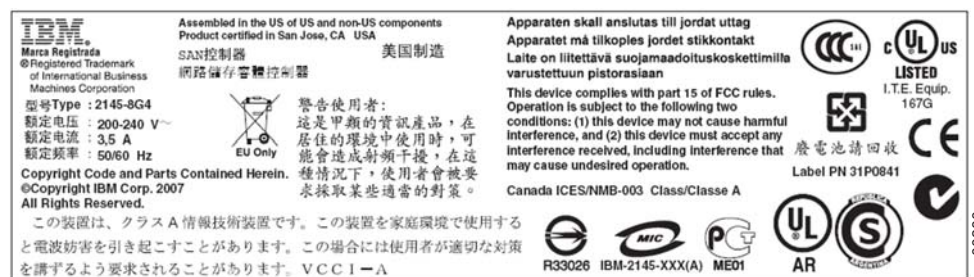 IBM®
Marca Registrada
®Registered Trademark
of International Business
Machines Corporation
型号Type : 2145-8G4
额定电压 : 200-240 V~
额定电流 : 3,5 A
额定频率 : 50/60 Hz
Copyright Code and Parts Contained Herein.
©Copyright IBM Corp. 2007
All Rights Reserved.
Assembled in the US of US and non-US components
Product certified in San Jose, CA USA
SAN控制器
美国制造
網路儲存客體控制器
EU Only
警告使用者:
這是甲類的資訊產品,在
居住的環境中使用時,可
能會造成射頻干擾,在這
種情況下,使用者會被要
求採取某些適當的對策。
この装置は、クラスA情報技術装置です。この装置を家庭環境で使用する
と電波妨害を引き起こすことがあります。この場合には使用者が適切な対策
を講ずるよう要求されることがあります。VCCI-A
Apparaten skall anslutas till jordat uttag
Apparatet må tilkoples jordet stikkontakt
Laite on liitettävä suojamaadoituskoskettimilla
varustettuun pistorasiaan
This device complies with part 15 of FCC rules.
Operation is subject to the following two
conditions: (1) this device may not cause harmful
interference, and (2) this device must accept any
interference received, including interference that
may cause undesired operation.
Canada ICES/NMB-003 Class/Classe A
R33026
MIC
IBM-2145-XXX(A)
PG
ME01
CCC
c UL US
LISTED
I.T.E. Equip.
167G
廢電池請回收
CE
Label PN 31P0841
UL
AR
REPUBLICA
S
ARGENTINA